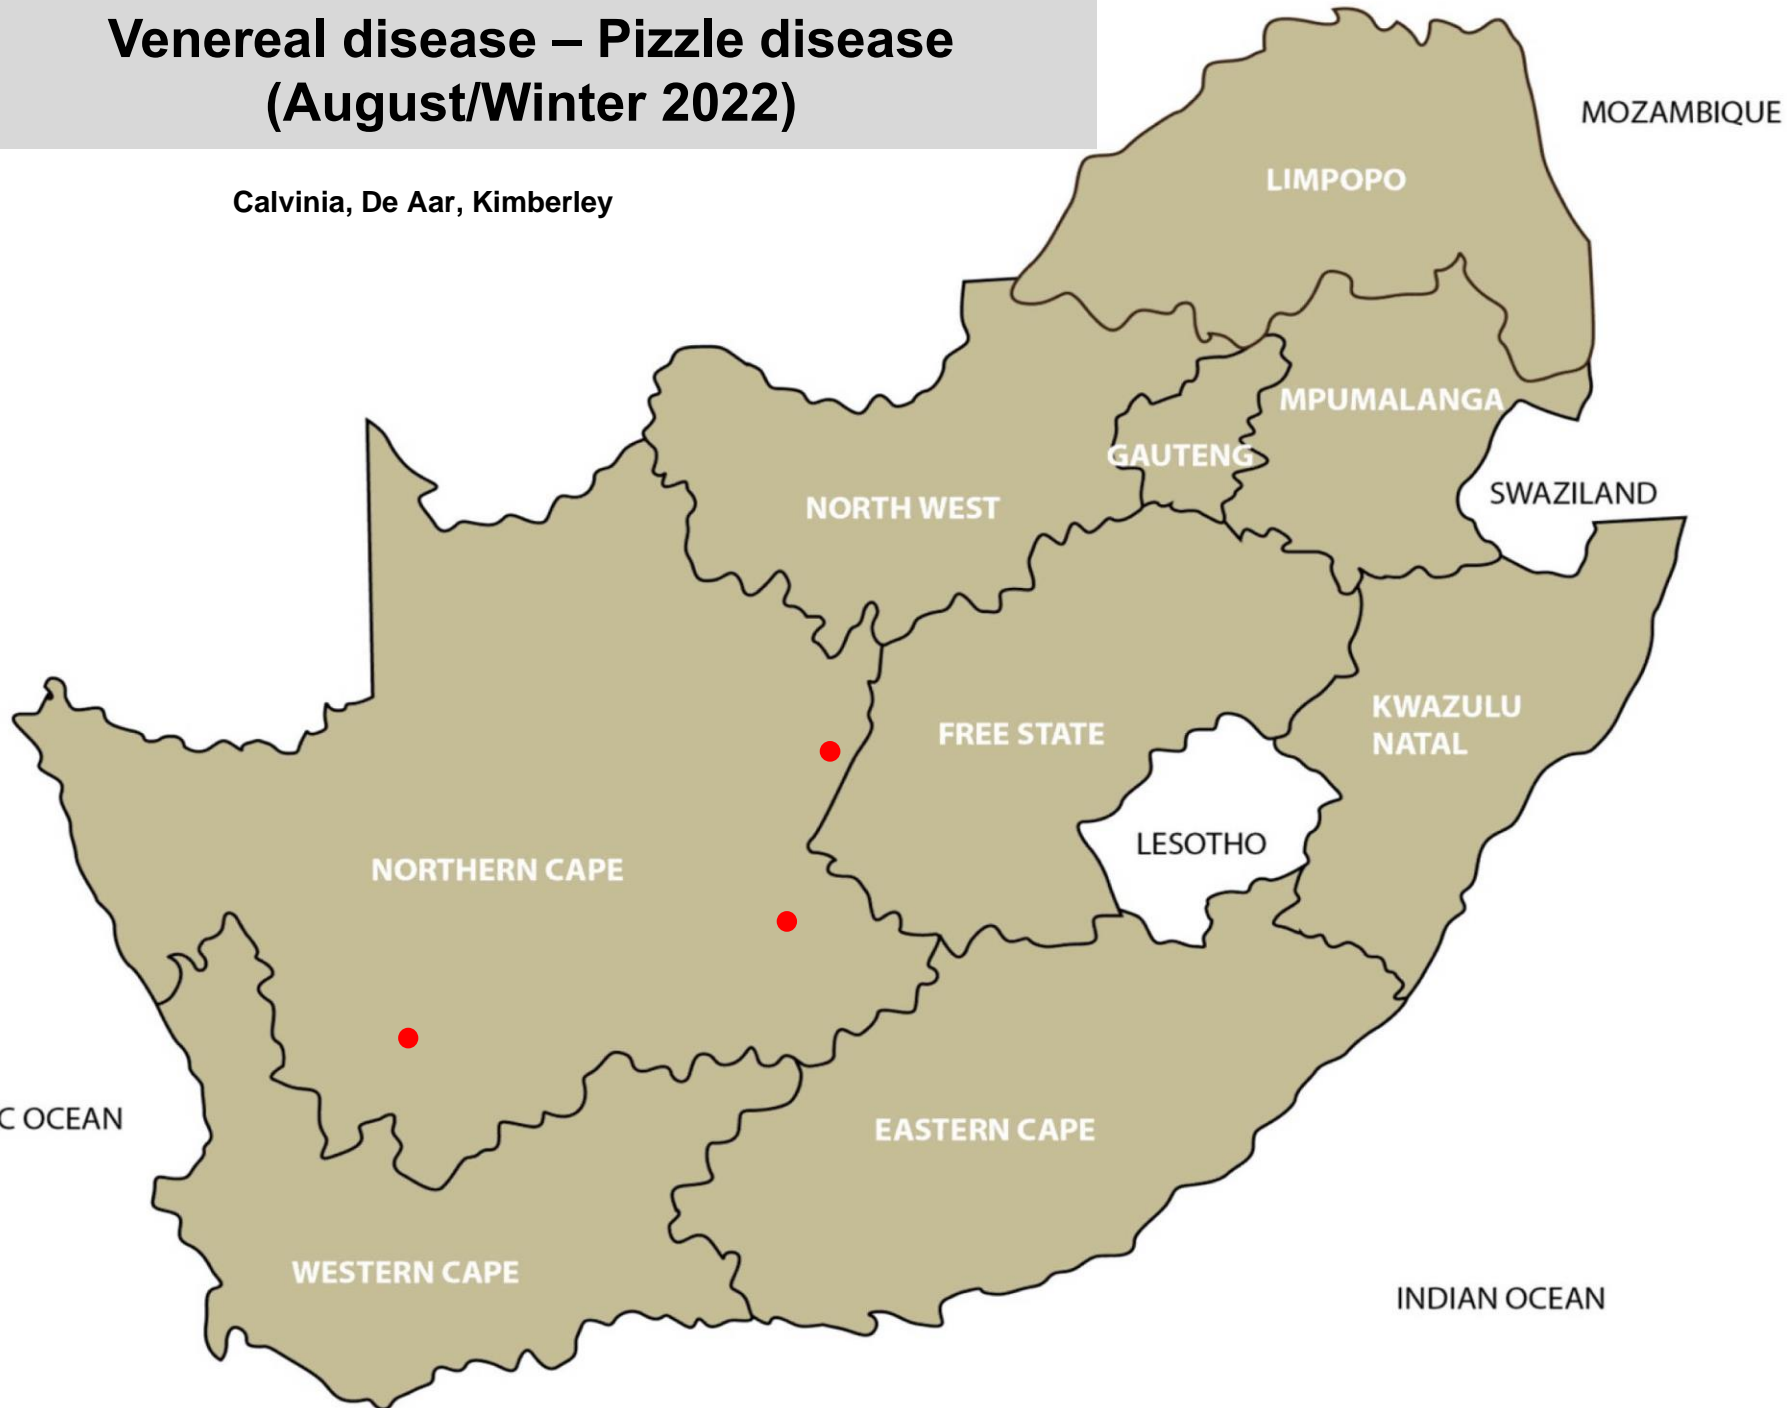 Venereal disease – Pizzle disease
(August/Winter 2022)
Calvinia, De Aar, Kimberley
MOZAMBIQUE
LIMPOPO
MPUMALANGA
GAUTENG
SWAZILAND
NORTH WEST
KWAZULU
NATAL
FREE STATE
LESOTHO
NORTHERN CAPE
C OCEAN
EASTERN CAPE
WESTERN CAPE
INDIAN OCEAN